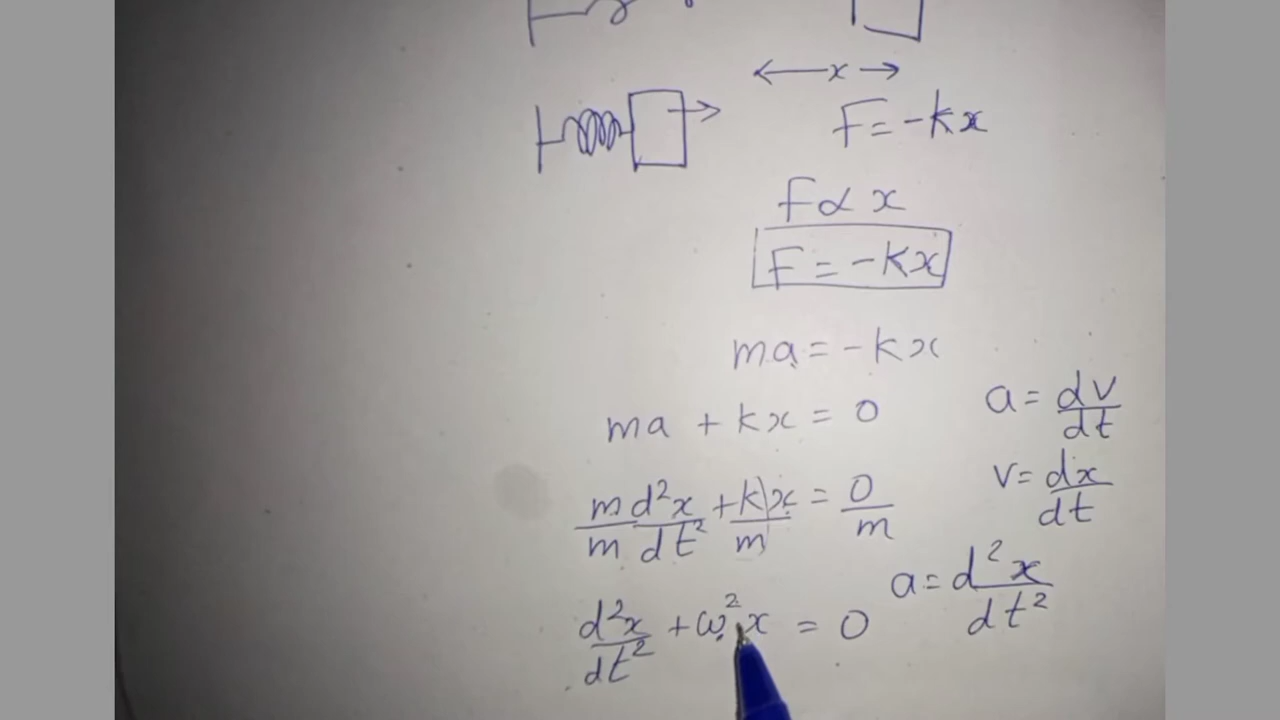 x
F = -kx
F ∝ x
F = -kx
ma = -kx
ma + kx = 0
a = dv/dt
m/m d²x/dt² + k/m x = 0/m
v = dx/dt
a = d²x/dt²
d²x/dt² + ω²x = 0